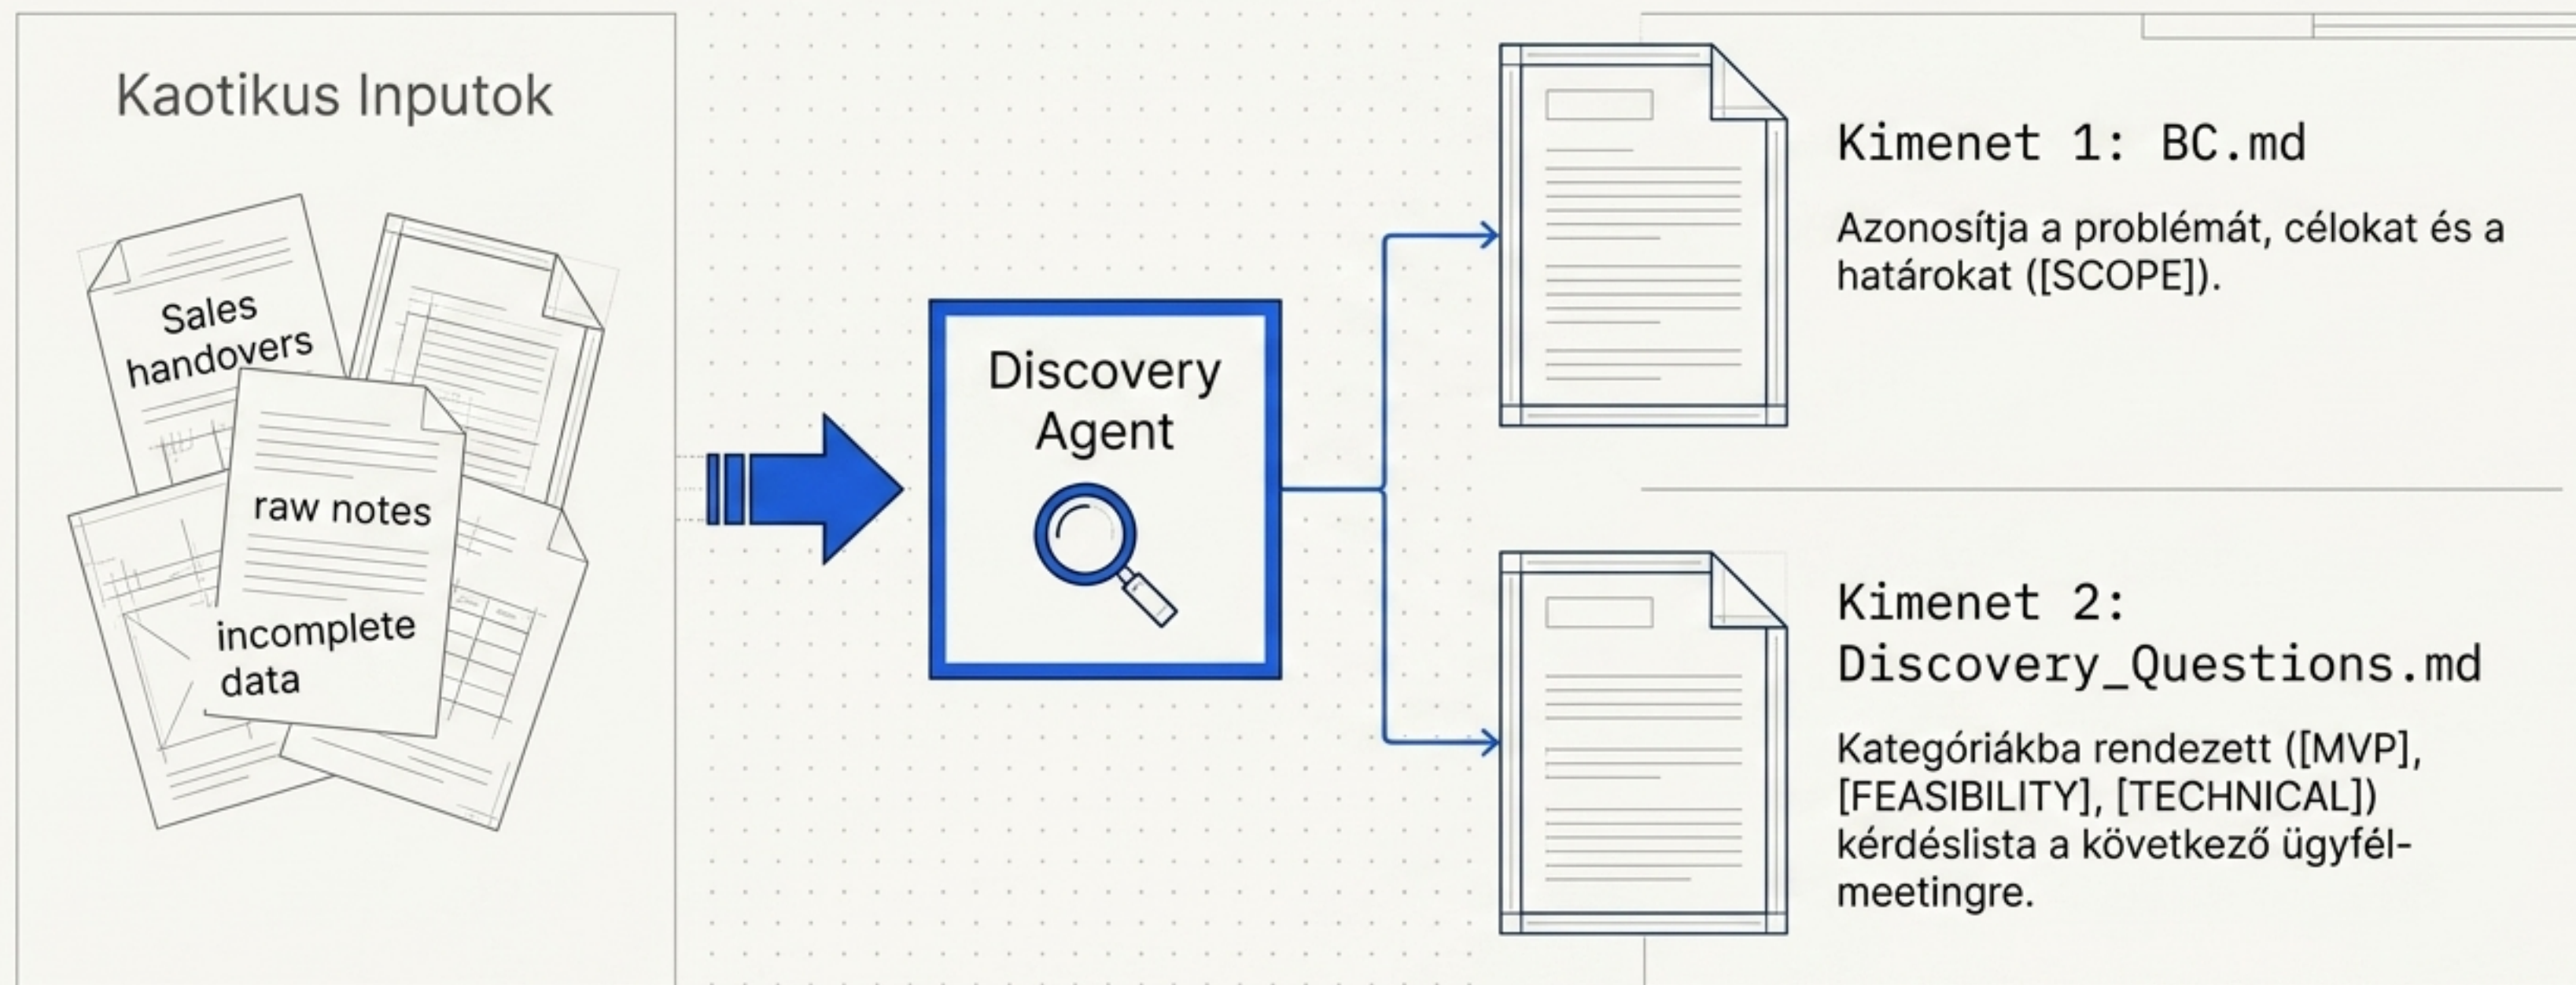 Kaotikus Inputok
Sales
handovers
raw notes
incomplete
data
Discovery
Agent
Kimenet 1: BC.md
Azonosítja a problémát, célokat és a
határokat ([SCOPE]).
Kimenet 2:
Discovery_Questions.md
Kategóriákba rendezett ([MVP],
[FEASIBILITY], [TECHNICAL])
kérdéslista a következő ügyfél-
meetingre.